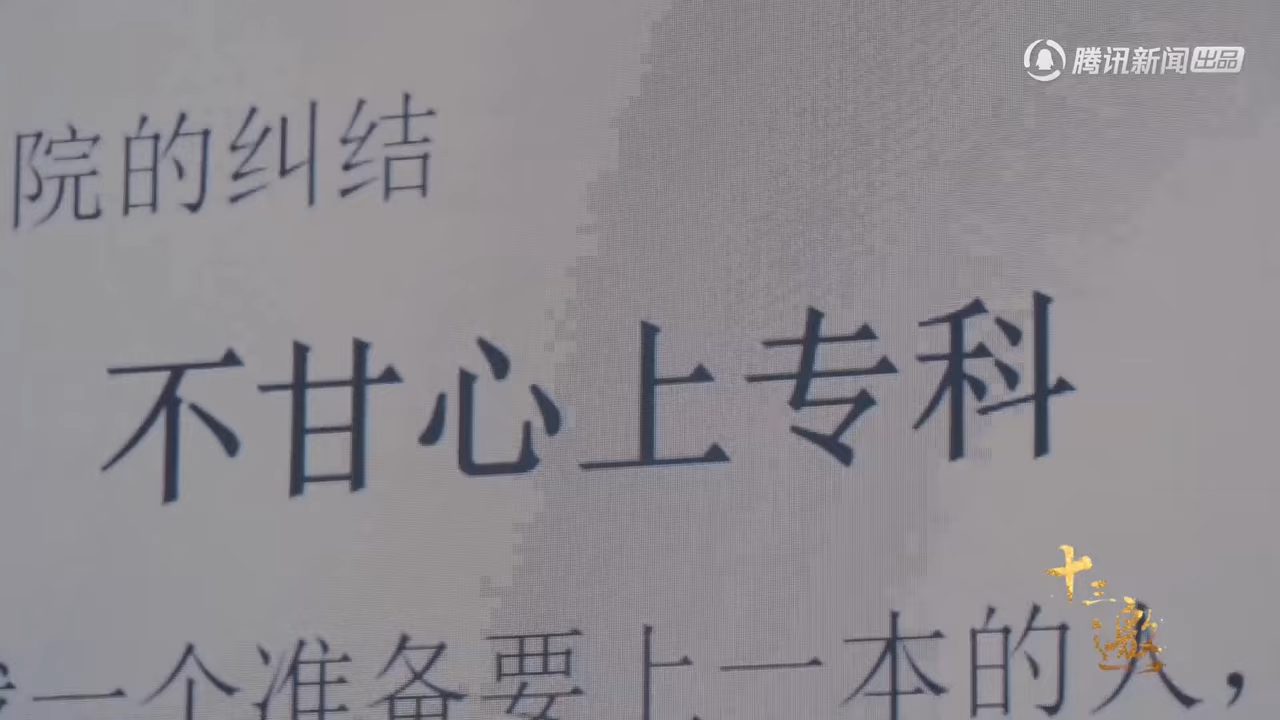 腾讯新闻出品
院的纠结
不甘心上专科
一个准备要上一本的人，
十三邀